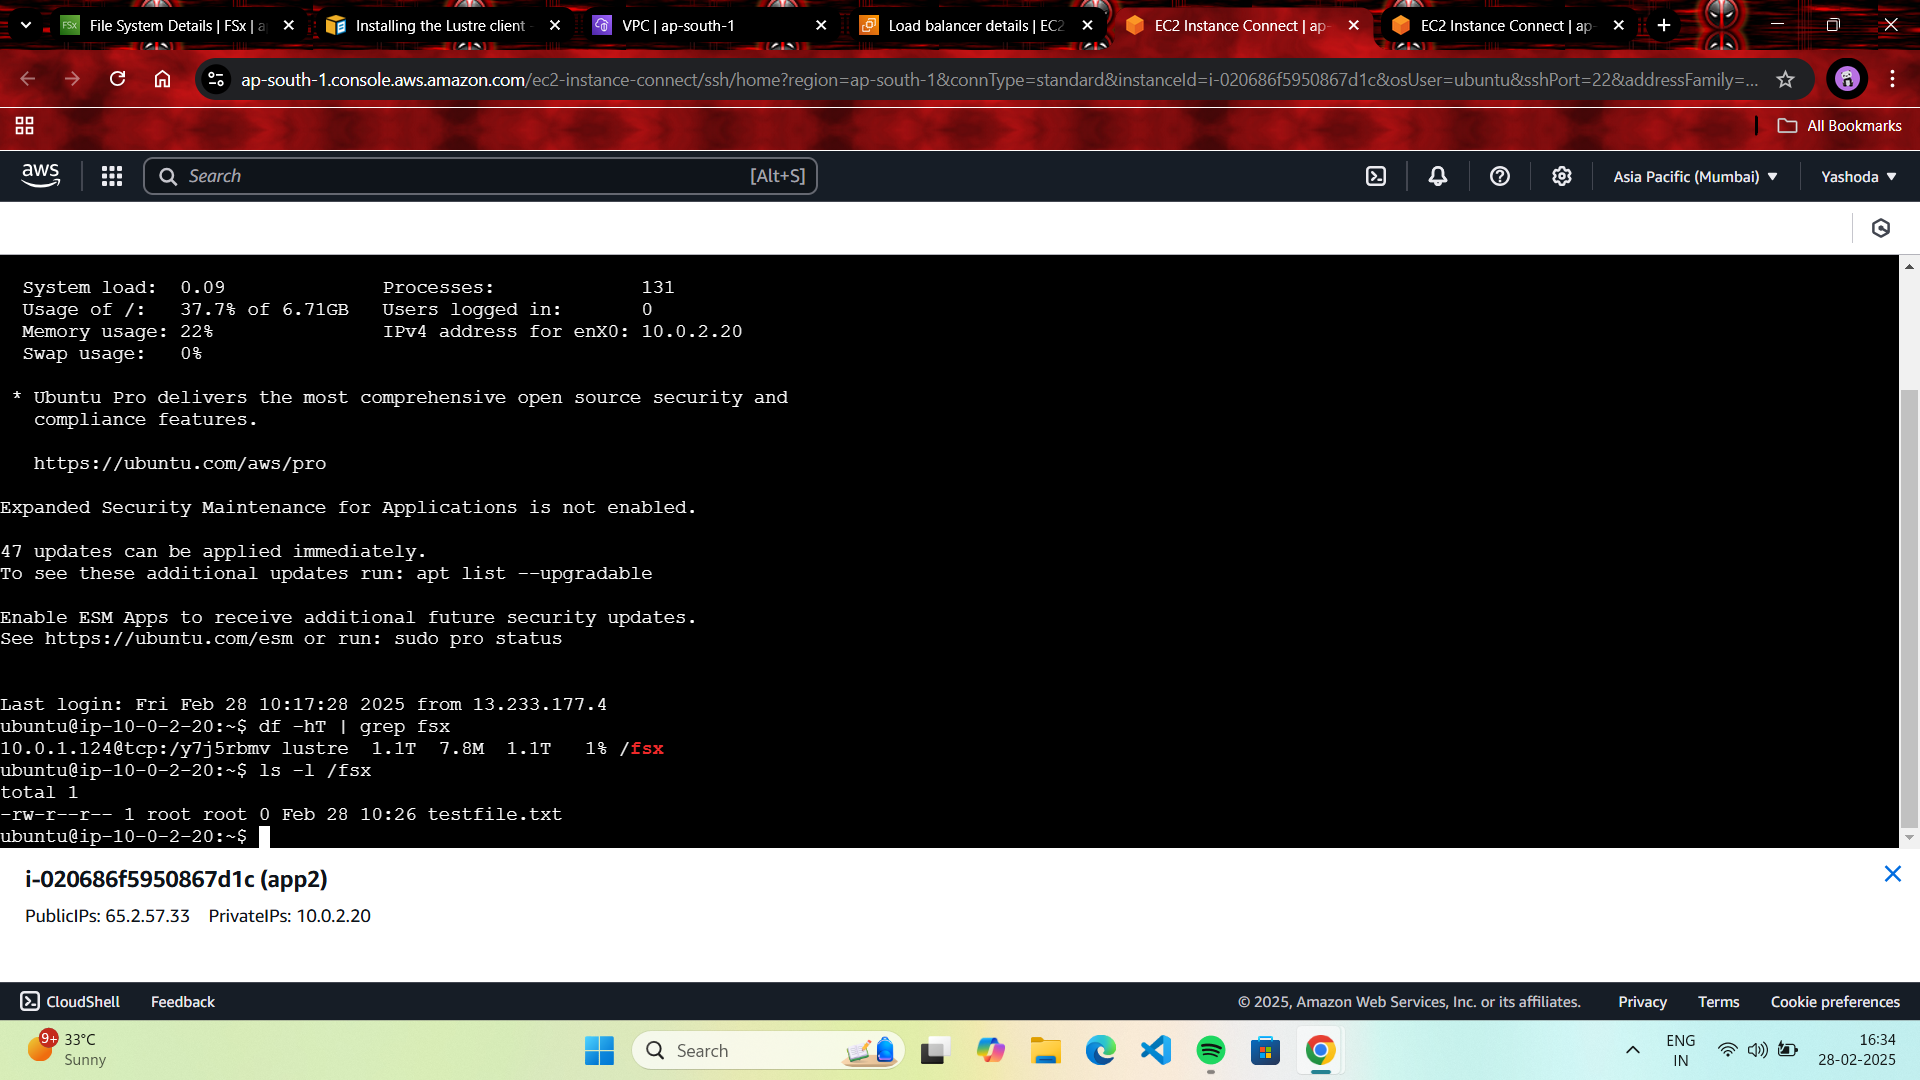 FSx File System Details | FSx | a
Installing the Lustre client -
VPC | ap-south-1
Load balancer details | EC2
EC2 Instance Connect | ap-
EC2 Instance Connect | ap-
ap-south-1.console.aws.amazon.com/ec2-instance-connect/ssh/home?region=ap-south-1&connType=standard&instanceId=i-020686f5950867d1c&osUser=ubuntu&sshPort=22&addressFamily=...
All Bookmarks
aws
Search [Alt+S]
Asia Pacific (Mumbai)
Yashoda
System load: 0.09 Processes: 131
Usage of /: 37.7% of 6.71GB Users logged in: 0
Memory usage: 22% IPv4 address for enX0: 10.0.2.20
Swap usage: 0%
* Ubuntu Pro delivers the most comprehensive open source security and
compliance features.
https://ubuntu.com/aws/pro
Expanded Security Maintenance for Applications is not enabled.
47 updates can be applied immediately.
To see these additional updates run: apt list --upgradable
Enable ESM Apps to receive additional future security updates.
See https://ubuntu.com/esm or run: sudo pro status
Last login: Fri Feb 28 10:17:28 2025 from 13.233.177.4
ubuntu@ip-10-0-2-20:~$ df -hT | grep fsx
10.0.1.124@tcp:/y7j5rbmv lustre 1.1T 7.8M 1.1T 1% /fsx
ubuntu@ip-10-0-2-20:~$ ls -l /fsx
total 1
-rw-r--r-- 1 root root 0 Feb 28 10:26 testfile.txt
ubuntu@ip-10-0-2-20:~$
i-020686f5950867d1c (app2)
PublicIPs: 65.2.57.33 PrivateIPs: 10.0.2.20
CloudShell Feedback
© 2025, Amazon Web Services, Inc. or its affiliates. Privacy Terms Cookie preferences
9+
33°C
Sunny
Search
ENG
IN
16:34
28-02-2025